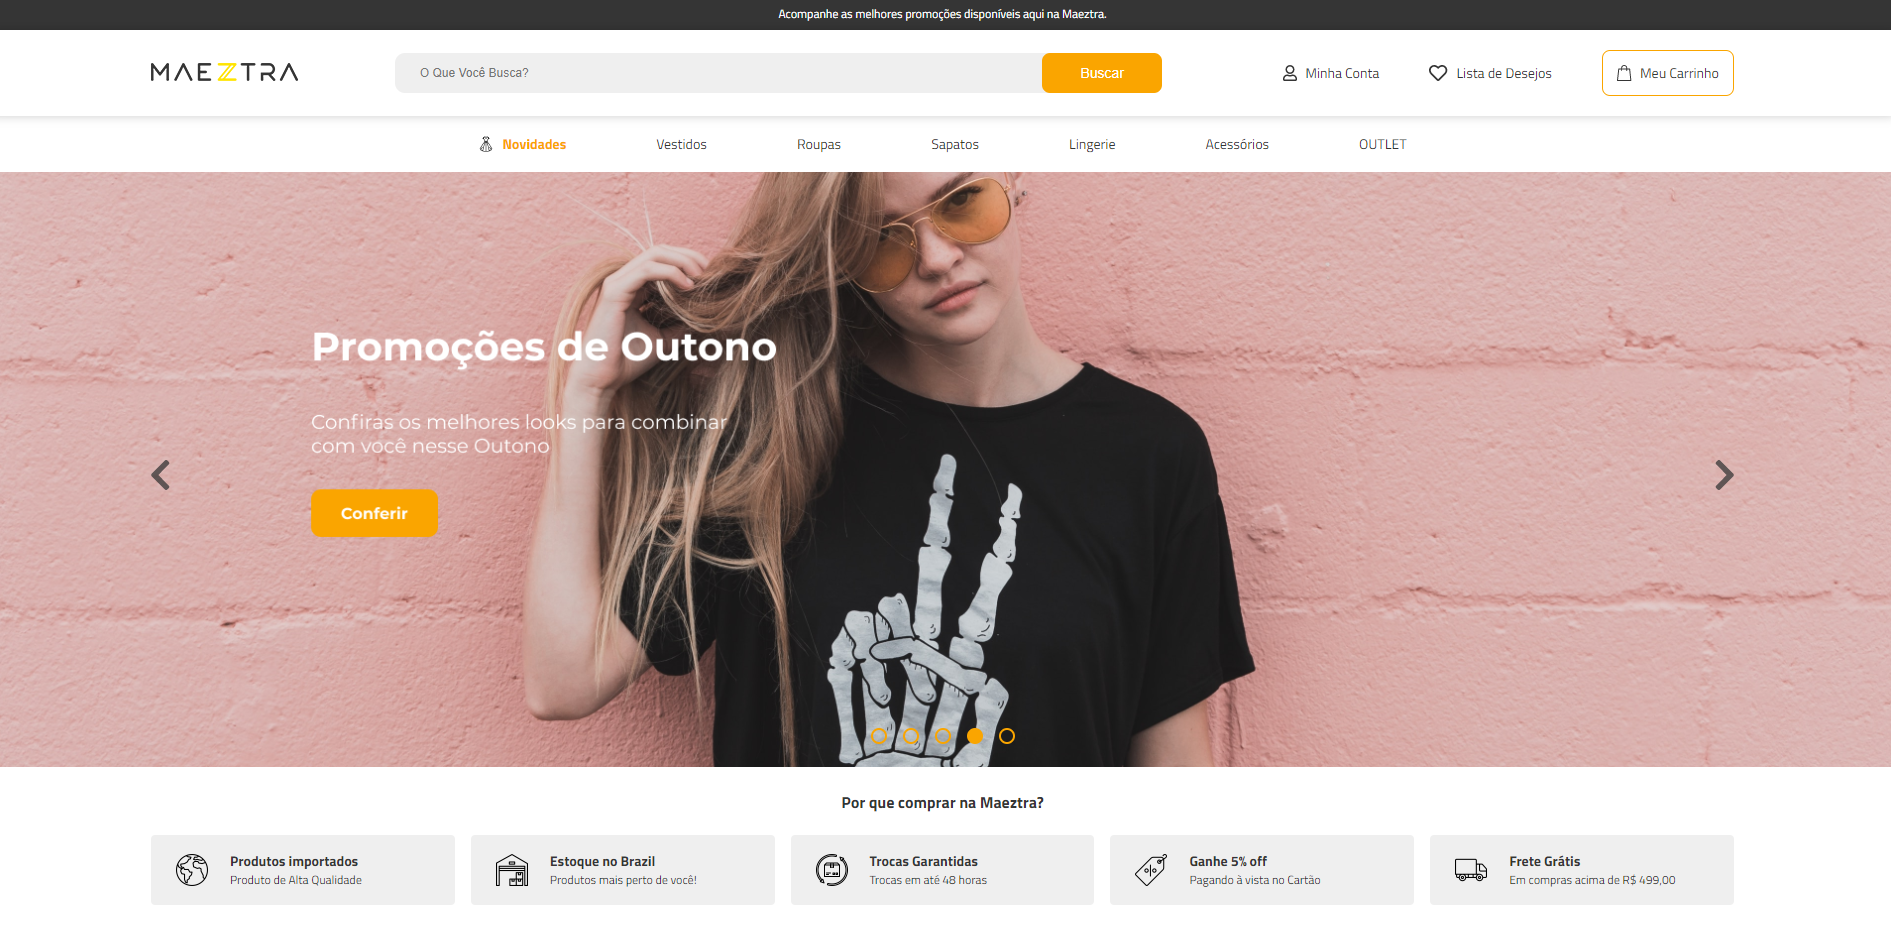 Acompanhe as melhores promoções disponíveis aqui na Maeztra.
MAEZTRA
O Que Você Busca?
Buscar
Minha Conta
Lista de Desejos
Meu Carrinho
Novidades
Vestidos
Roupas
Sapatos
Lingerie
Acessórios
OUTLET
Promoções de Outono
Confiras os melhores looks para combinar
com você nesse Outono
Conferir
Por que comprar na Maeztra?
Produtos importados
Produto de Alta Qualidade
Estoque no Brazil
Produtos mais perto de você!
Trocas Garantidas
Trocas em até 48 horas
Ganhe 5% off
Pagando à vista no Cartão
Frete Grátis
Em compras acima de R$ 499,00